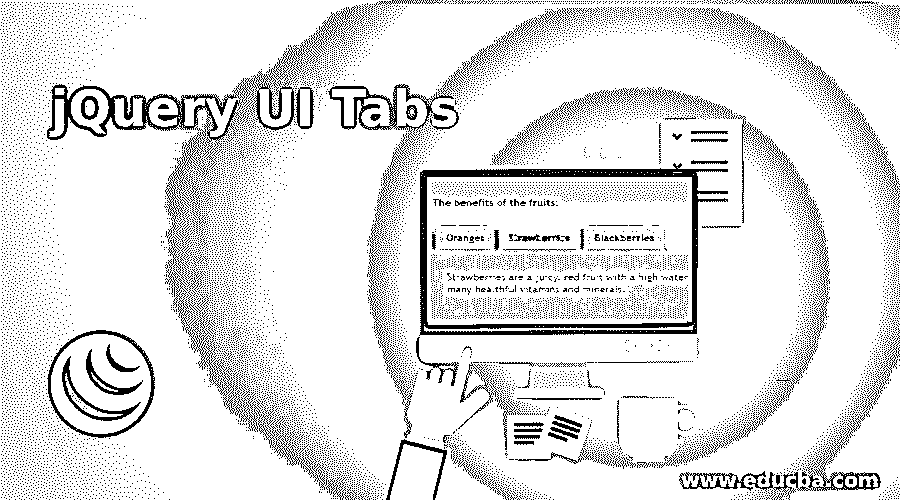 jQuery UI Tabs
The benefits of the fruits:
Oranges Strawberries Blackberries
Strawberries are a juicy, red fruit with a high water
many healthful vitamins and minerals.
www.educba.com